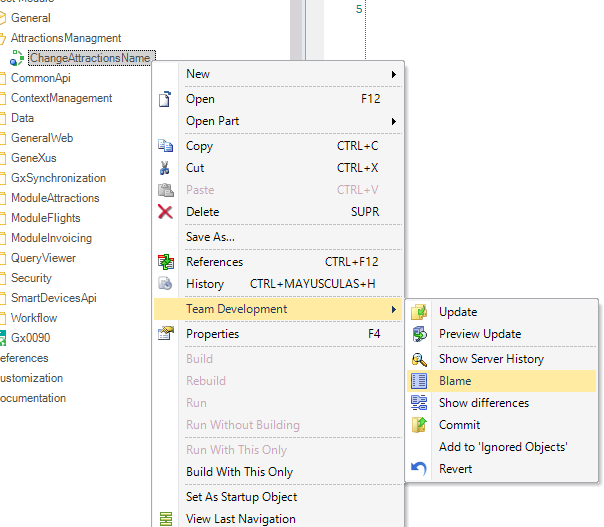 5
General
AttractionsManagment
ChangeAttractionsName
CommonApi
ContextManagement
Data
GeneralWeb
GeneXus
GxSynchronization
ModuleAttractions
ModuleFlights
ModuleInvoicing
QueryViewer
Security
SmartDevicesApi
Workflow
Gx0090
eferences
ustomization
ocumentation
New
Open F12
Open Part
Copy CTRL+C
Cut CTRL+X
Paste CTRL+V
Delete SUPR
Save As...
References CTRL+F12
History CTRL+MAYUSCULAS+H
Team Development
Properties F4
Build
Rebuild
Run
Run Without Building
Run With This Only
Build With This Only
Set As Startup Object
View Last Navigation
Update
Preview Update
Show Server History
Blame
Show differences
Commit
Add to 'Ignored Objects'
Revert